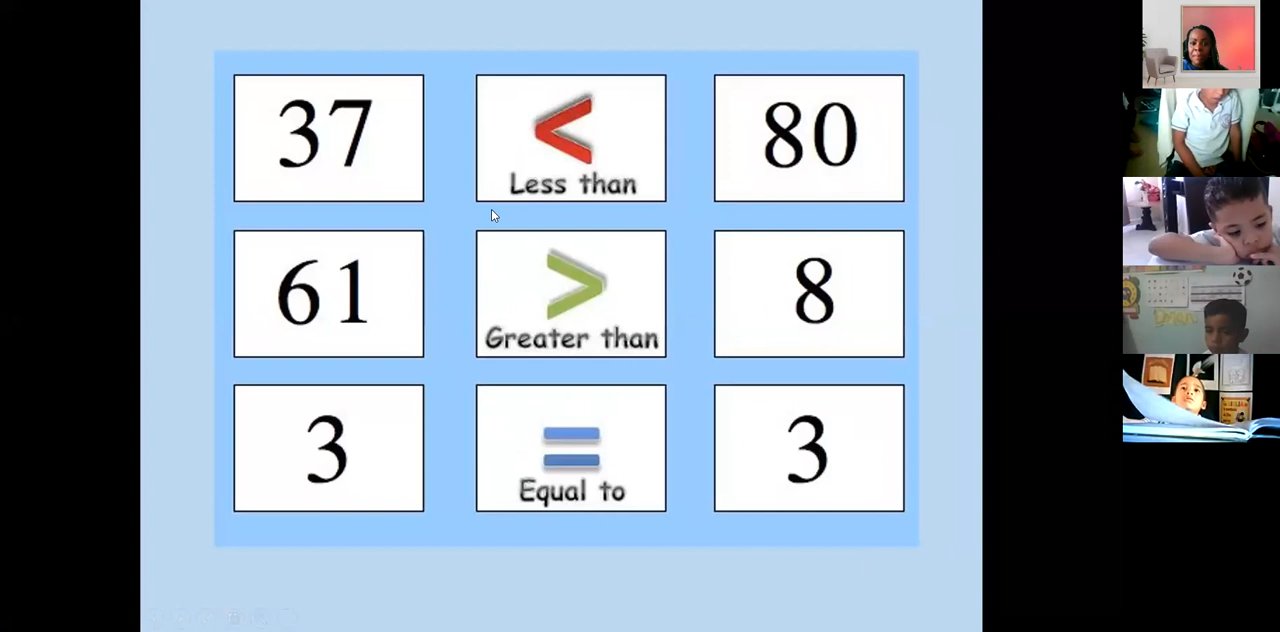 37 < 80
Less than
61 > 8
Greater than
3 = 3
Equal to